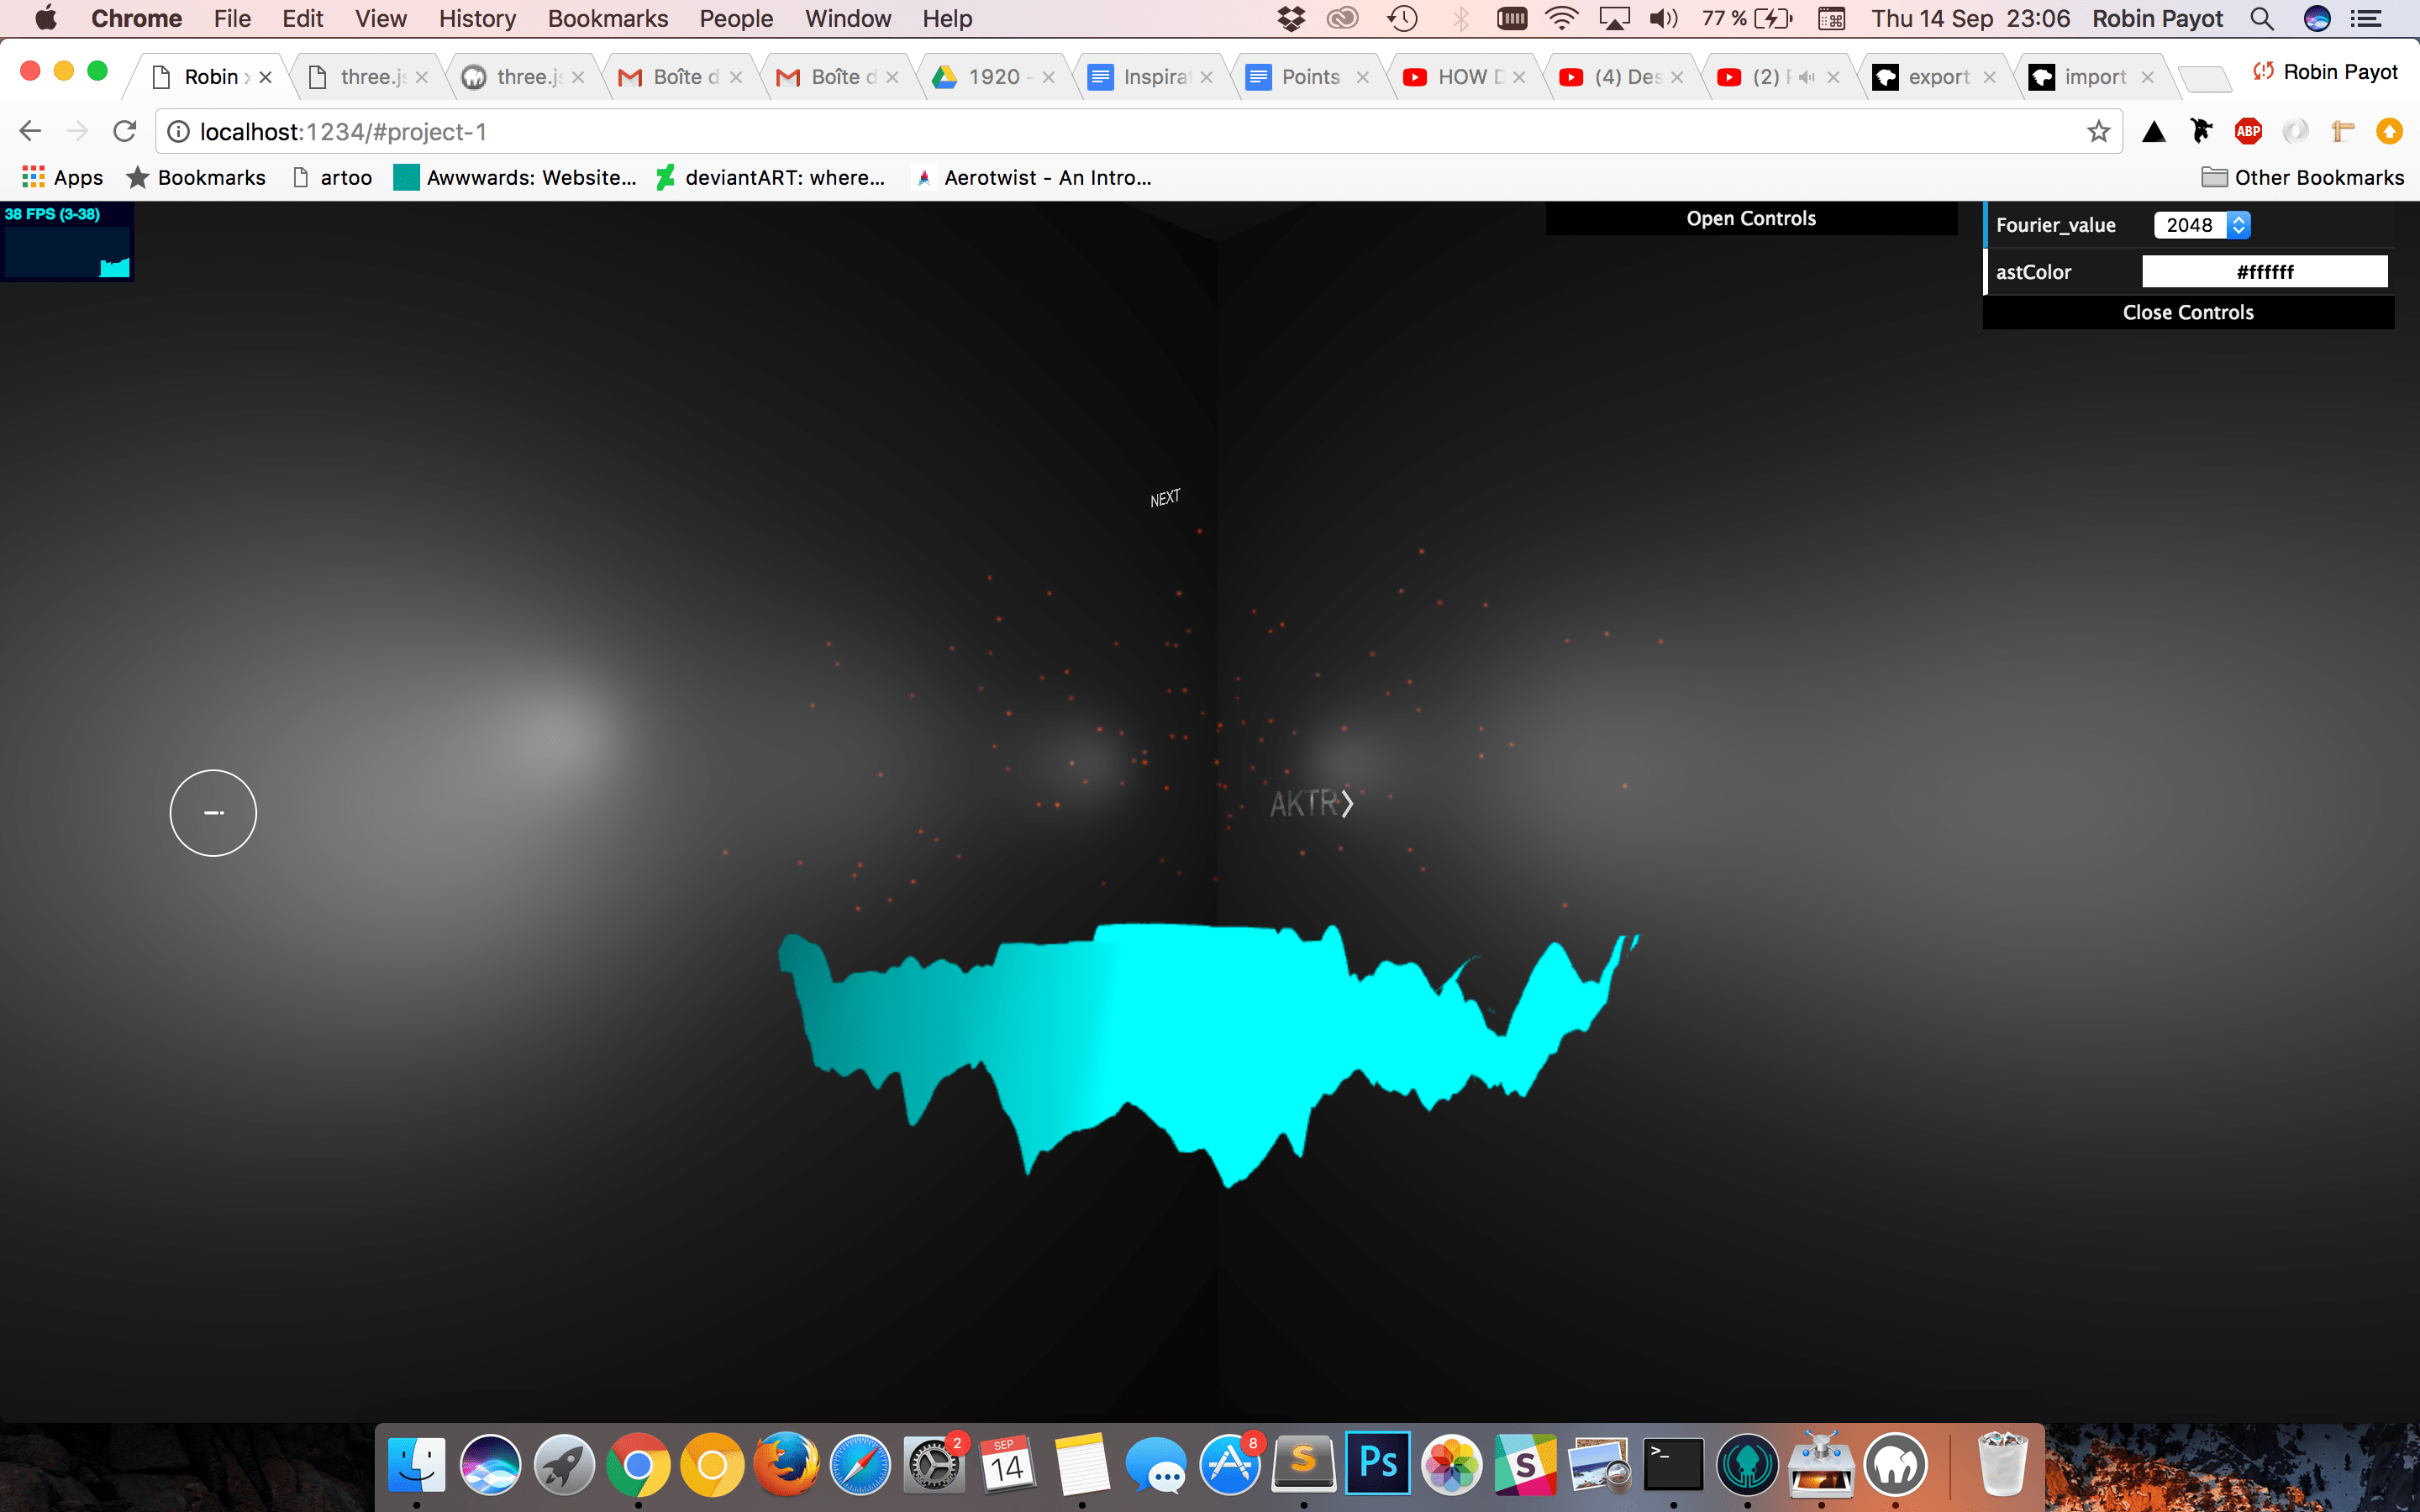 Chrome File Edit View History Bookmarks People Window Help 77 % Thu 14 Sep 23:06 Robin Payot
Robin three.js three.js Boîte d Boîte d 1920 - Inspira Points HOW D (4) Des (2) export import Robin Payot
localhost:1234/#project-1 ABP
Apps Bookmarks artoo Awwwards: Website... deviantART: where... Aerotwist - An Intro... Other Bookmarks
38 FPS (3-38)
Open Controls
Fourier_value 2048
astColor #ffffff
Close Controls
NEXT
AKTR
2
SEP
14
8
S
Ps
S
>_